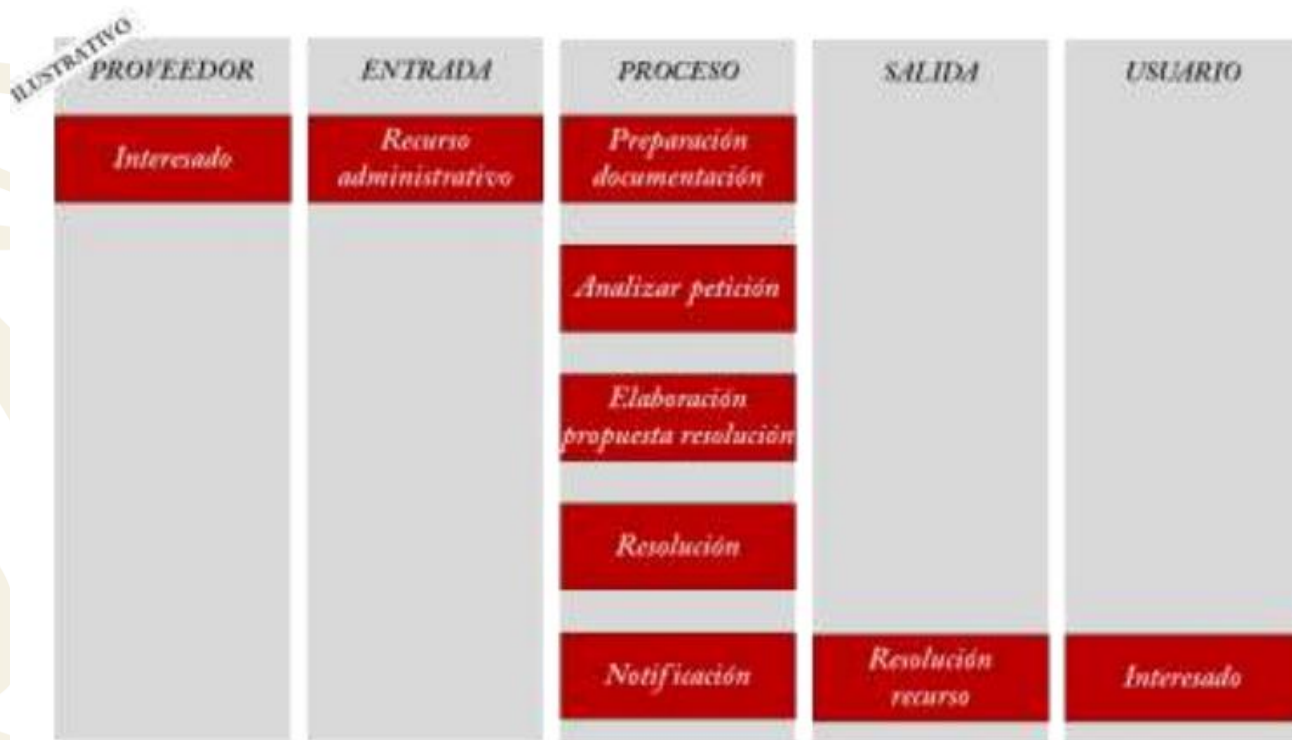 ILUSTRATIVO
PROVEEDOR
ENTRADA
PROCESO
SALIDA
USUARIO
Interesado
Recurso
administrativo
Preparación
documentación
Analizar petición
Elaboración
propuesta resolución
Resolución
Notificación
Resolución
recurso
Interesado